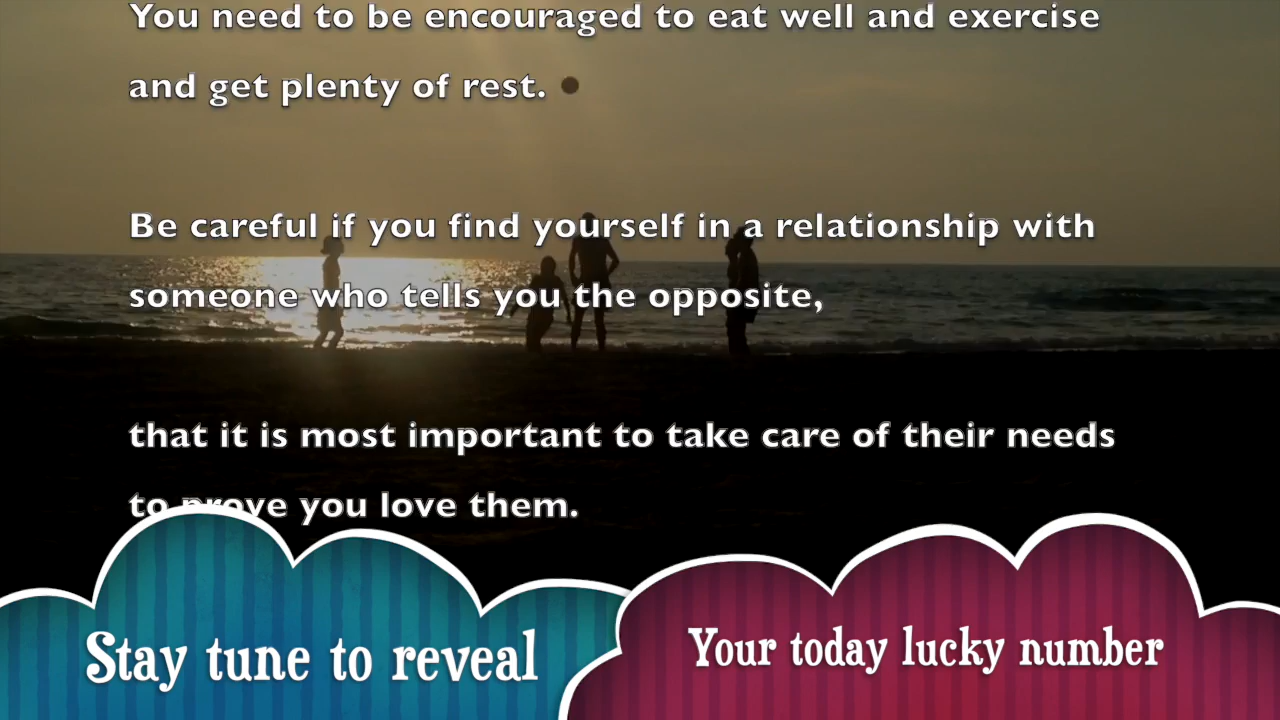 You need to be encouraged to eat well and exercise
and get plenty of rest.
Be careful if you find yourself in a relationship with
someone who tells you the opposite,
that it is most important to take care of their needs
to prove you love them.
Stay tune to reveal
Your today lucky number